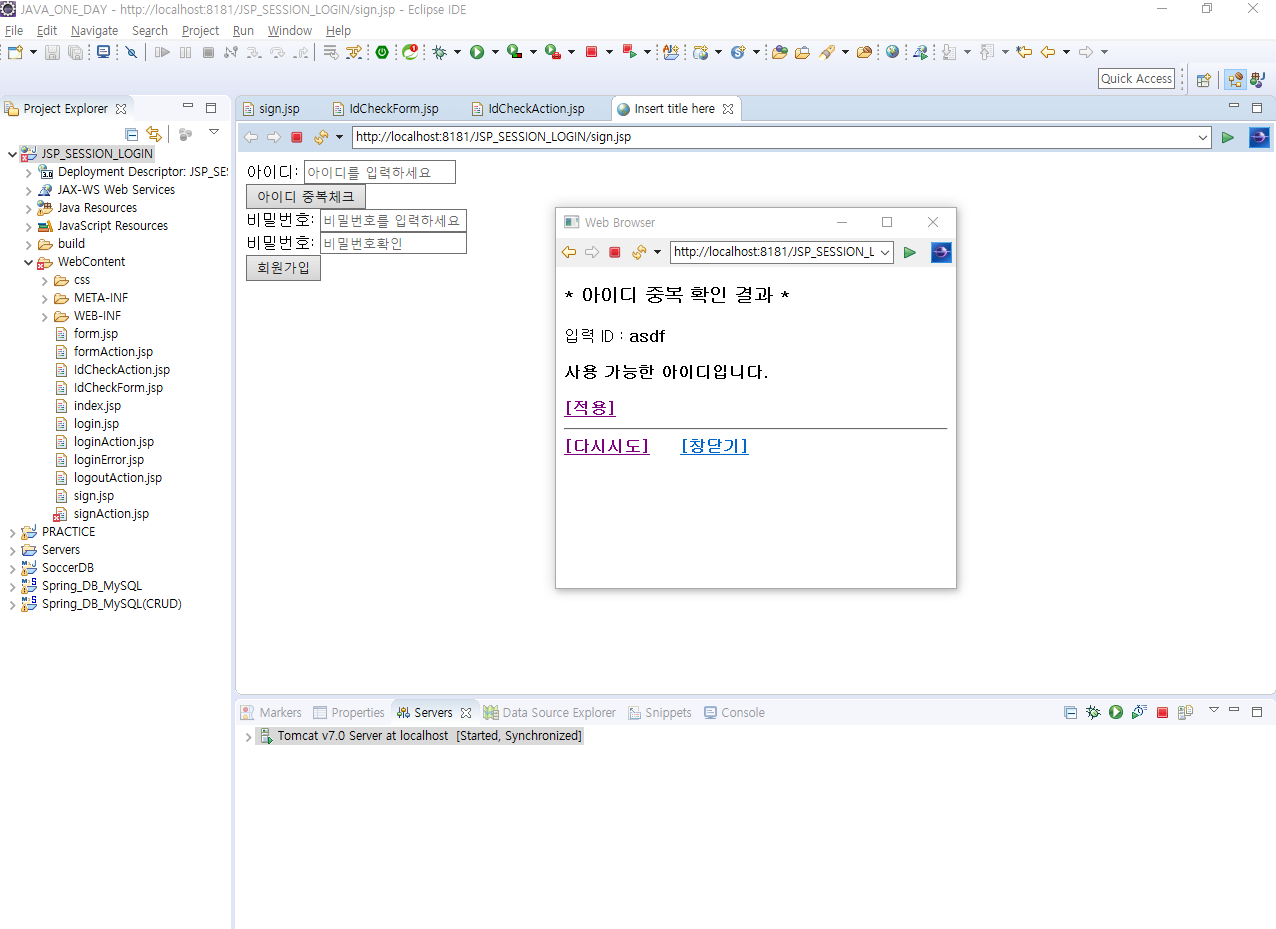 JAVA_ONE_DAY - http://localhost:8181/JSP_SESSION_LOGIN/sign.jsp - Eclipse IDE
File Edit Navigate Search Project Run Window Help
Quick Access
Project Explorer
JSP_SESSION_LOGIN
Deployment Descriptor: JSP_SE
JAX-WS Web Services
Java Resources
JavaScript Resources
build
WebContent
css
META-INF
WEB-INF
form.jsp
formAction.jsp
IdCheckAction.jsp
IdCheckForm.jsp
index.jsp
login.jsp
loginAction.jsp
loginError.jsp
logoutAction.jsp
sign.jsp
signAction.jsp
PRACTICE
Servers
SoccerDB
Spring_DB_MySQL
Spring_DB_MySQL(CRUD)
sign.jsp IdCheckForm.jsp IdCheckAction.jsp Insert title here
http://localhost:8181/JSP_SESSION_LOGIN/sign.jsp
아이디: 아이디를 입력하세요
아이디 중복체크
비밀번호: 비밀번호를 입력하세요
비밀번호: 비밀번호확인
회원가입
Web Browser
http://localhost:8181/JSP_SESSION_L
* 아이디 중복 확인 결과 *
입력 ID : asdf
사용 가능한 아이디입니다.
[적용]
[다시시도] [창닫기]
Markers Properties Servers Data Source Explorer Snippets Console
Tomcat v7.0 Server at localhost [Started, Synchronized]